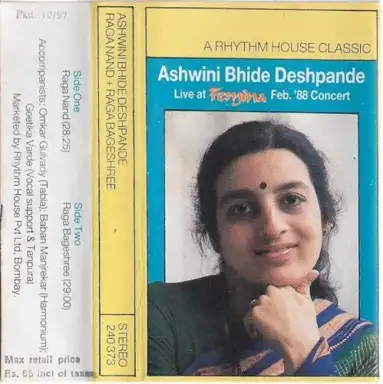 Pkd. 10/97
Side One
Raga Nand (28:25)
Side Two
Raga Bageshree (29:00)
Accompanists: Omkar Gulvady (Tabla); Baban Manjrekar (Harmonium);
Geetika Varde (Vocal support & Tanpura)
Marketed by Rhythm House Pvt Ltd, Bombay.
Max retail price
Rs. 65 incl of taxes
ASHWINI BHIDE DESHPANDE
RAGA NAND + RAGA BAGESHREE
STEREO
240 373
A RHYTHM HOUSE CLASSIC
Ashwini Bhide Deshpande
Live at Femina Feb. '88 Concert